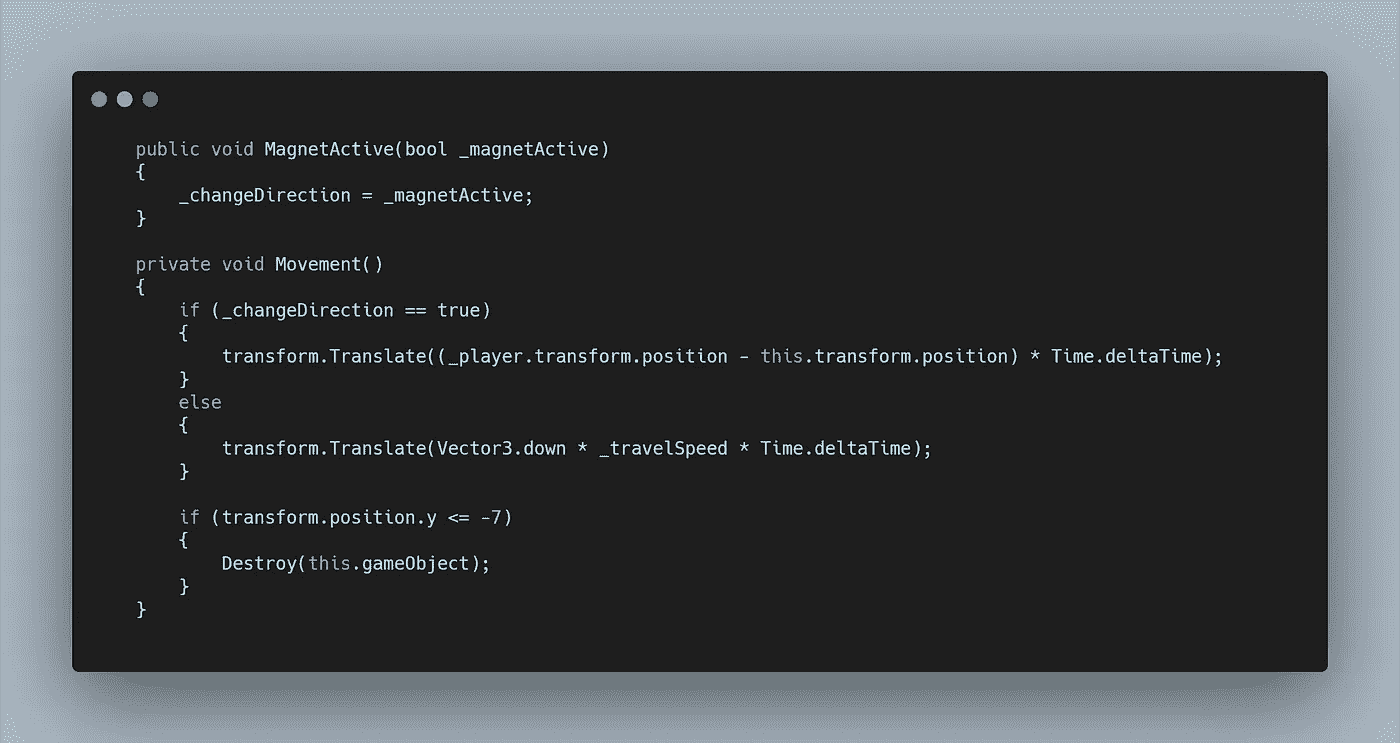 public void MagnetActive(bool _magnetActive)
{
    _changeDirection = _magnetActive;
}

private void Movement()
{
    if (_changeDirection == true)
    {
        transform.Translate((_player.transform.position - this.transform.position) * Time.deltaTime);
    }
    else
    {
        transform.Translate(Vector3.down * _travelSpeed * Time.deltaTime);
    }

    if (transform.position.y <= -7)
    {
        Destroy(this.gameObject);
    }
}